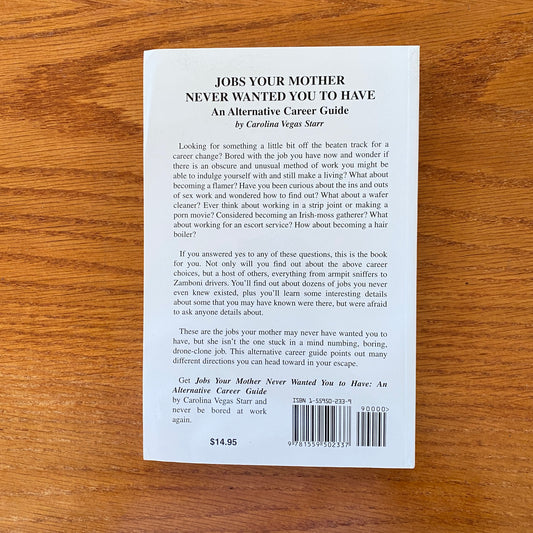 JOBS YOUR MOTHER
NEVER WANTED YOU TO HAVE
An Alternative Career Guide
by Carolina Vegas Starr
Looking for something a little bit off the beaten track for a
career change? Bored with the job you have now and wonder if
there is an obscure and unusual method of work you might be
able to indulge yourself with and still make a living? What about
becoming a flamer? Have you been curious about the ins and outs
of sex work and wondered how to find out? What about a wafer
cleaner? Ever think about working in a strip joint or making a
porn movie? Considered becoming an Irish-moss gatherer? What
about working for an escort service? How about becoming a hair
boiler?
If you answered yes to any of these questions, this is the book
for you. Not only will you find out about the above career
choices, but a host of others, everything from armpit sniffers to
Zamboni drivers. You'll find out about dozens of jobs you never
even knew existed, plus you'll learn some interesting details
about some that you may have known were there, but were afraid
to ask anyone details about.
These are the jobs your mother may never have wanted you to
have, but she isn't the one stuck in a mind numbing, boring,
drone-clone job. This alternative career guide points out many
different directions you can head toward in your escape.
Get Jobs Your Mother Never Wanted You to Have: An
Alternative Career Guide
by Carolina Vegas Starr and
never be bored at work
again.
$14.95
ISBN 1-55950-233-9
90000>
9 781559 502337